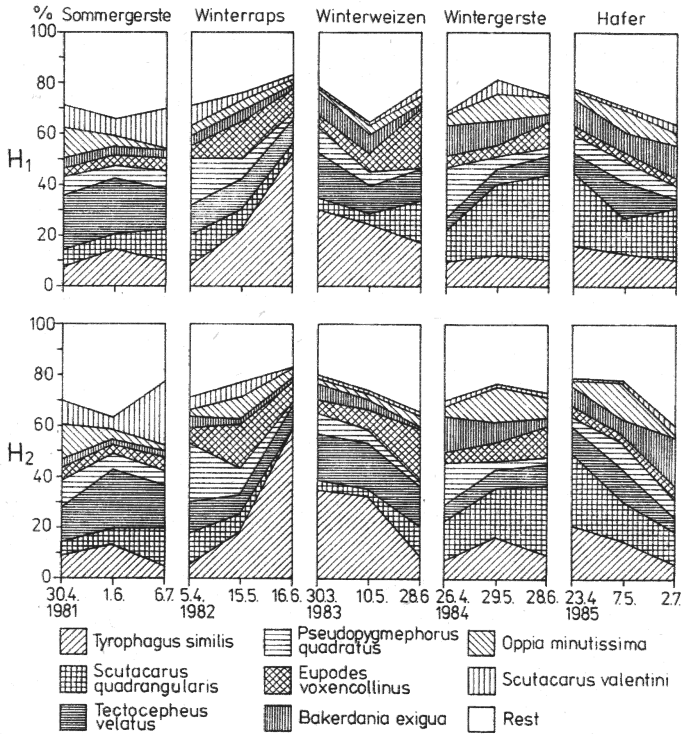 % Sommergerste Winterraps Winterweizen Wintergerste Hafer
100
80
60
H1
40
20
0
100
80
60
H2
40
20
0
30.4. 1.6. 6.7. 5.4. 15.5. 16.6. 30.3. 10.5. 28.6 26.4. 29.5. 28.6. 23.4 7.5. 2.7.
1981 1982 1983 1984 1985
Tyrophagus similis
Scutacarus
quadrangularis
Tectocepheus
velatus
Pseudopygmephorus
quadratus
Eupodes
voxencollinus
Bakerdania exigua
Oppia minutissima
Scutacarus valentini
Rest